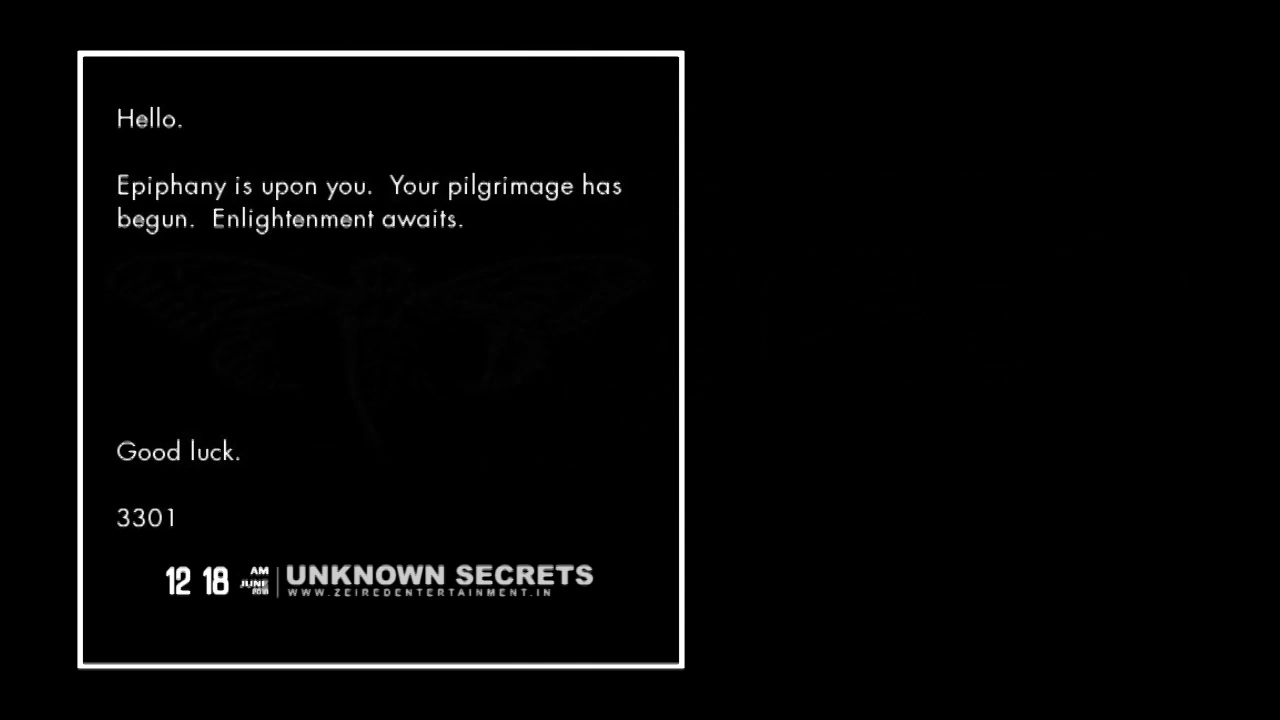 Hello.
Epiphany is upon you. Your pilgrimage has
begun. Enlightenment awaits.
Good luck.
3301
12 18 AM
JUNE
UNKNOWN SECRETS
WWW.ZEIREDENTERTAINMENT.IN